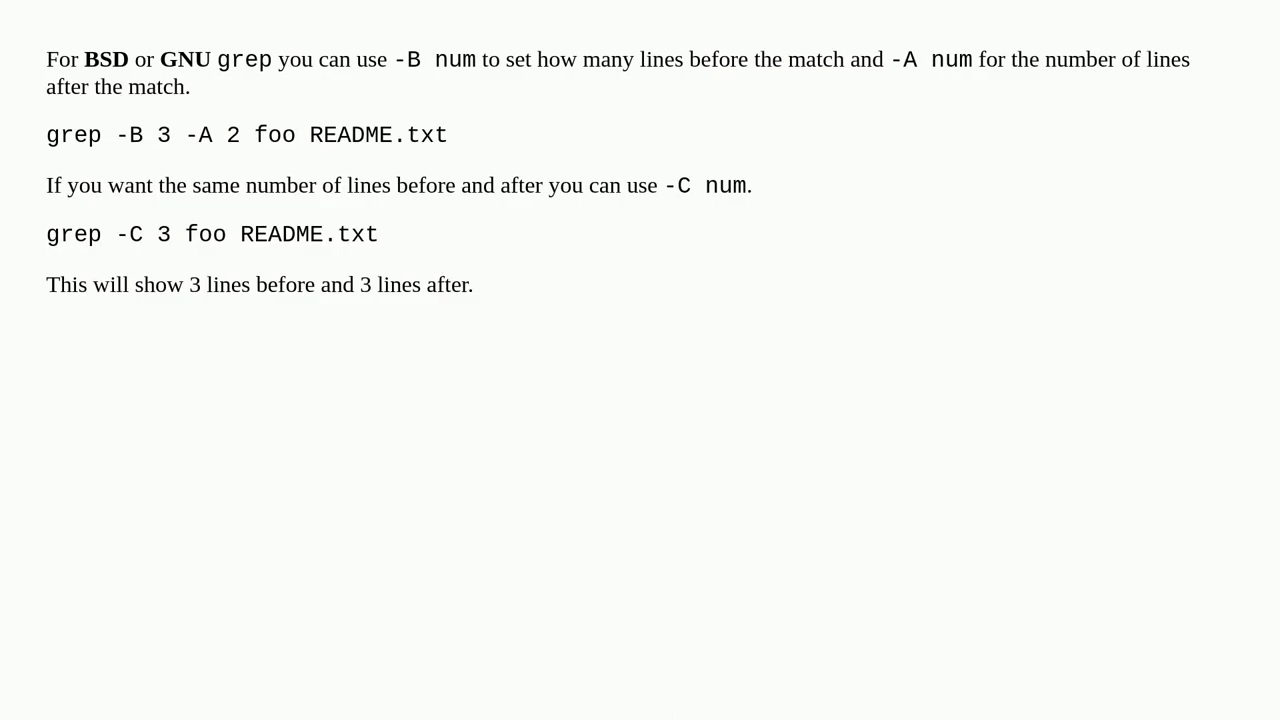 For BSD or GNU grep you can use -B num to set how many lines before the match and -A num for the number of lines
after the match.
grep -B 3 -A 2 foo README.txt
If you want the same number of lines before and after you can use -C num.
grep -C 3 foo README.txt
This will show 3 lines before and 3 lines after.